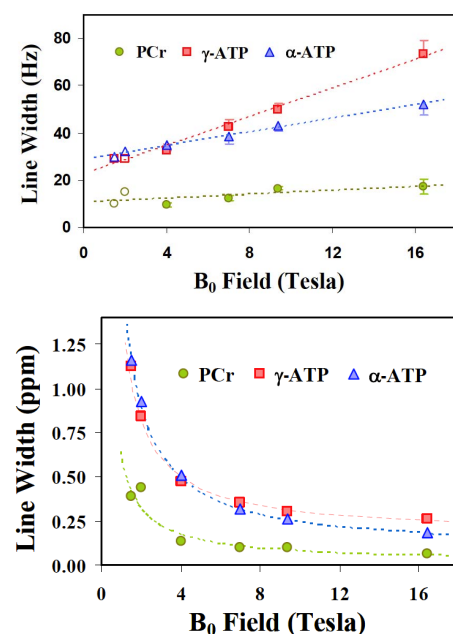 80
60
40
20
0
Line Width (Hz)
PCr γ-ATP α-ATP
0 4 8 12 16
B₀ Field (Tesla)
1.25
1.00
0.75
0.50
0.25
0.00
Line Width (ppm)
PCr γ-ATP α-ATP
0 4 8 12 16
B₀ Field (Tesla)